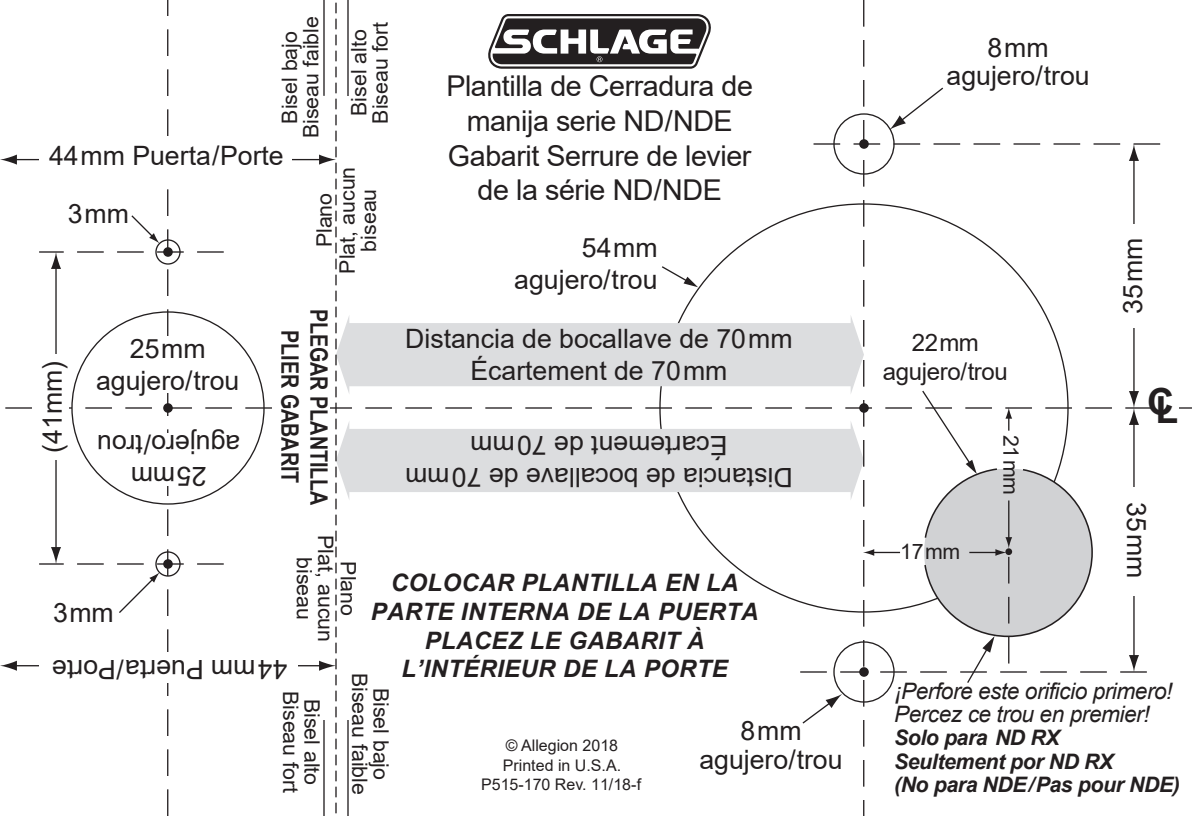 SCHLAGE
®
Plantilla de Cerradura de
manija serie ND/NDE
Gabarit Serrure de levier
de la série ND/NDE
Bisel bajo
Biseau faible
Bisel alto
Biseau fort
8mm
agujero/trou
44mm Puerta/Porte
Plano
Plat, aucun
biseau
3mm
54mm
agujero/trou
35mm
PLEGAR PLANTILLA
PLIER GABARIT
Distancia de bocallave de 70mm
Écartement de 70mm
25mm
agujero/trou
22mm
agujero/trou
(41mm)
CL
25mm
agujero/trou
Distancia de bocallave de 70mm
Écartement de 70mm
21mm
35mm
17mm
Plano
Plat, aucun
biseau
3mm
COLOCAR PLANTILLA EN LA
PARTE INTERNA DE LA PUERTA
PLACEZ LE GABARIT À
L'INTÉRIEUR DE LA PORTE
44mm Puerta/Porte
Bisel alto
Biseau fort
Bisel bajo
Biseau faible
8mm
agujero/trou
¡Perfore este orificio primero!
Percez ce trou en premier!
Solo para ND RX
Seultement por ND RX
(No para NDE/Pas pour NDE)
© Allegion 2018
Printed in U.S.A.
P515-170 Rev. 11/18-f